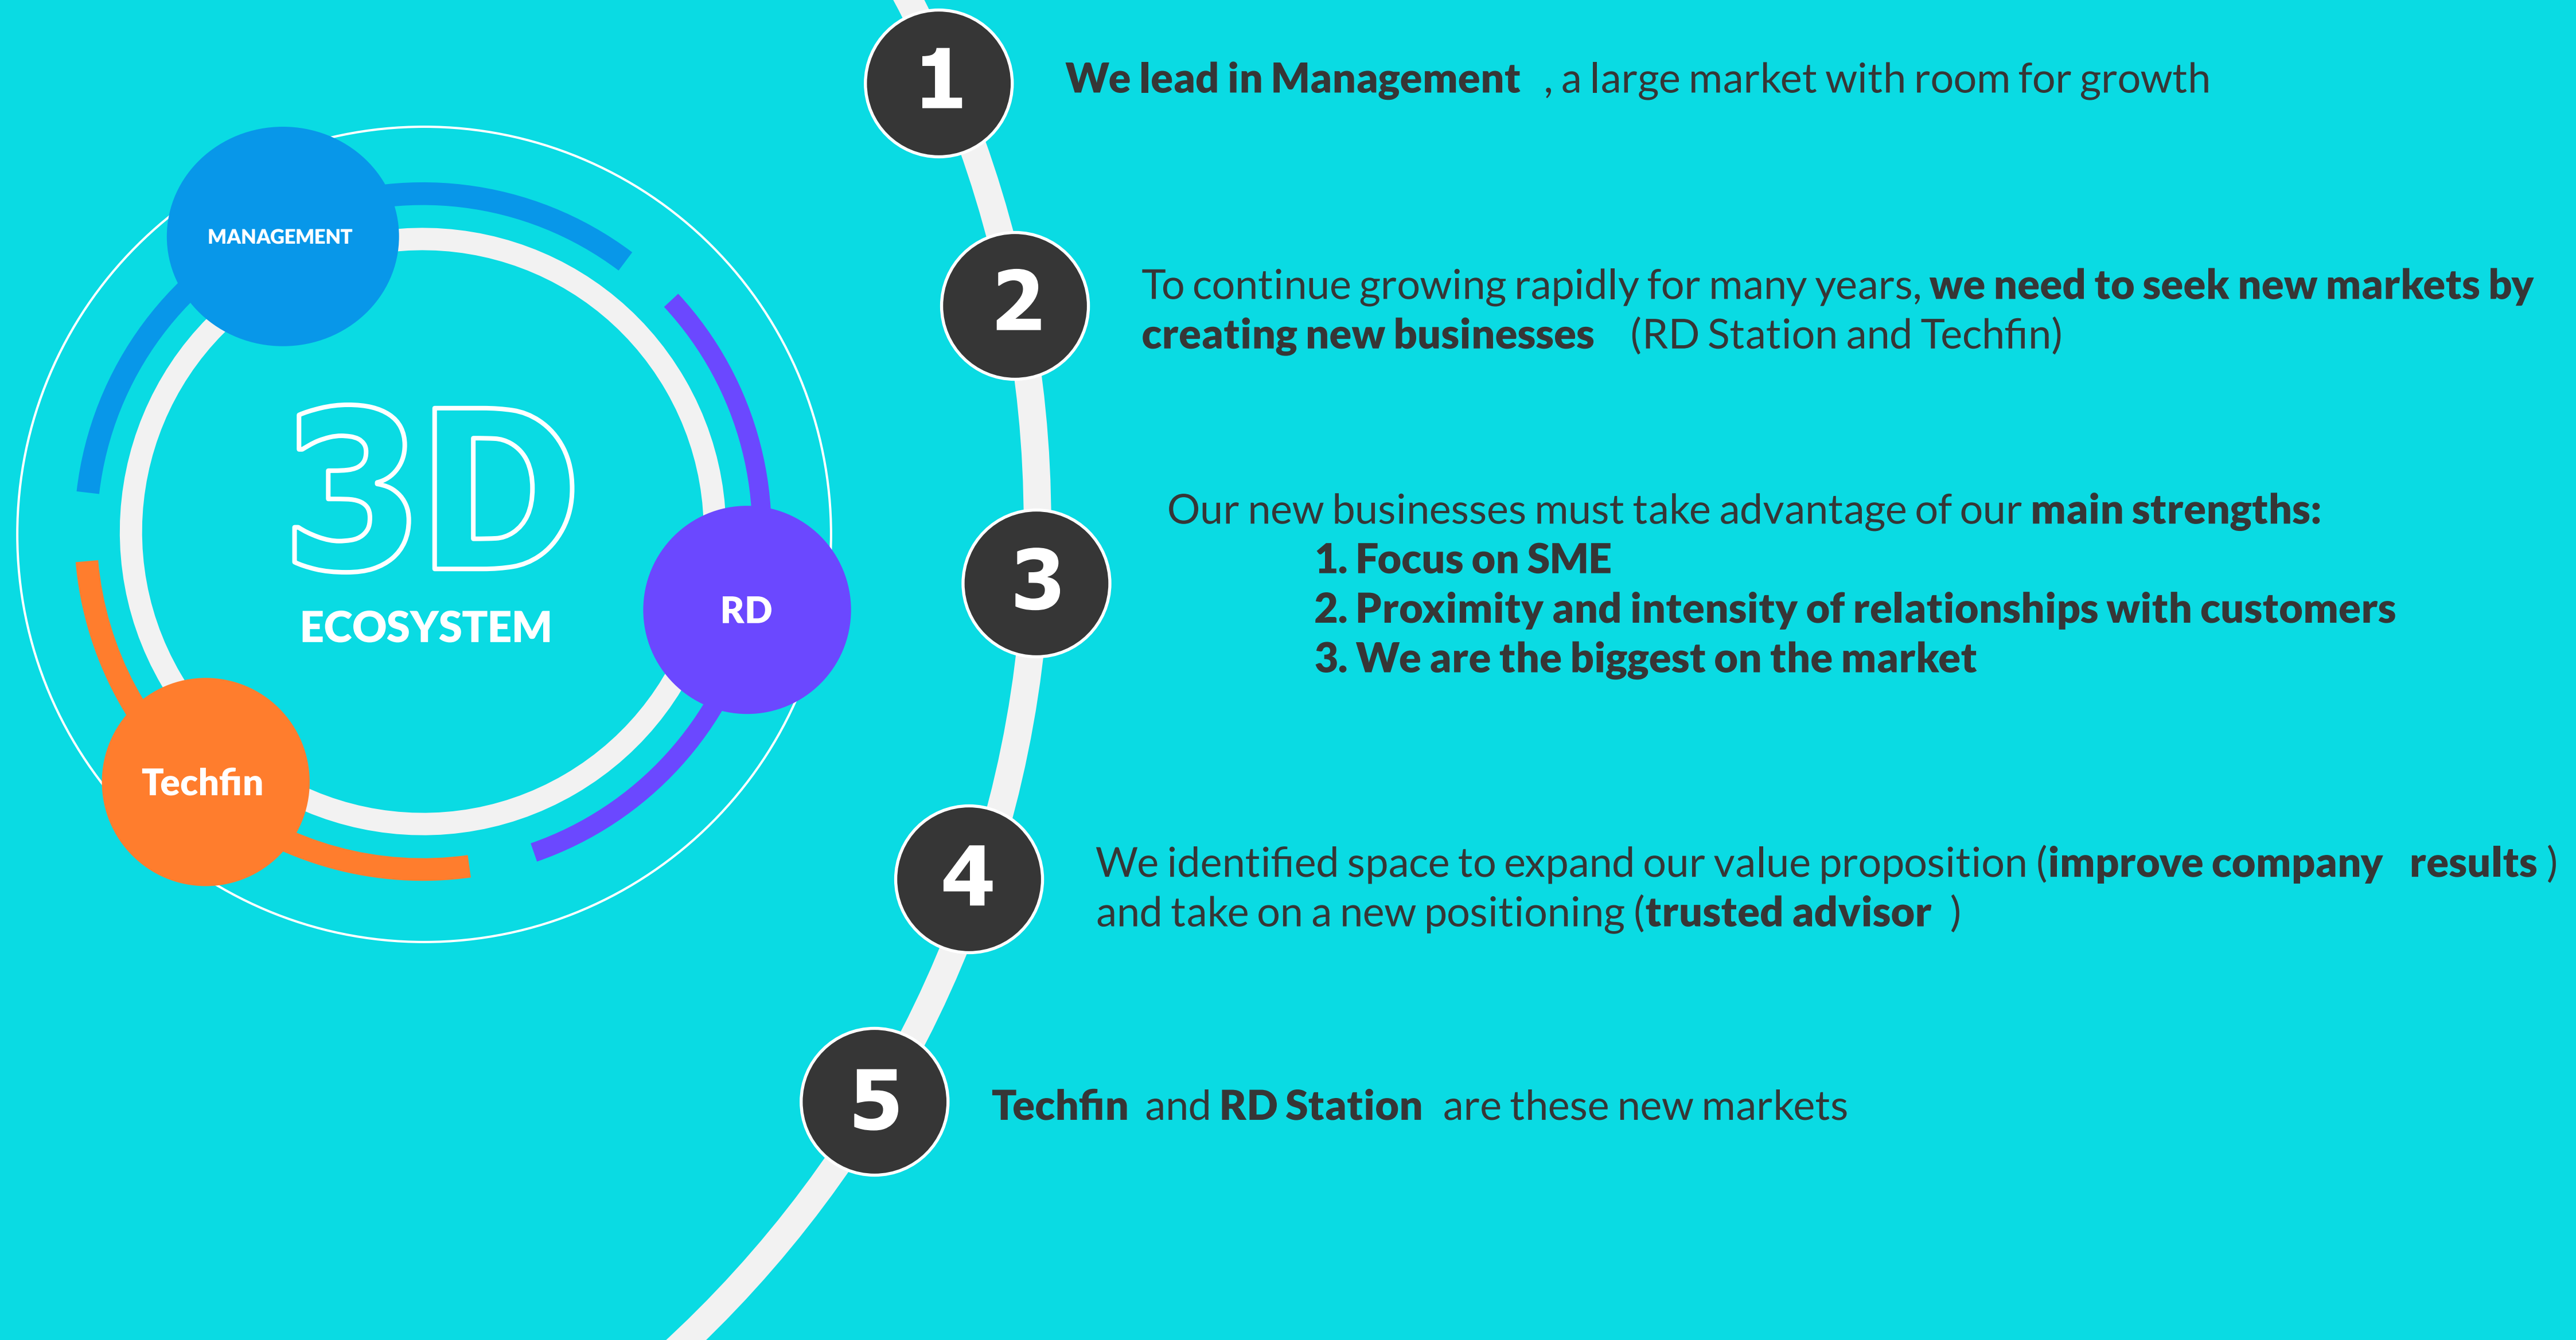 MANAGEMENT
3D
ECOSYSTEM
RD
Techfin
1
We lead in Management , a large market with room for growth
2
To continue growing rapidly for many years, we need to seek new markets by
creating new businesses (RD Station and Techfin)
3
Our new businesses must take advantage of our main strengths:
1. Focus on SME
2. Proximity and intensity of relationships with customers
3. We are the biggest on the market
4
We identified space to expand our value proposition (improve company results )
and take on a new positioning (trusted advisor )
5
Techfin and RD Station are these new markets